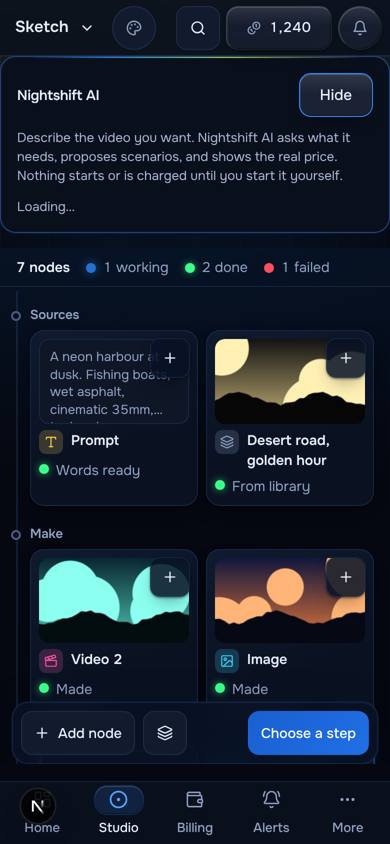 Sketch
1,240
Nightshift AI
Hide
Describe the video you want. Nightshift AI asks what it
needs, proposes scenarios, and shows the real price.
Nothing starts or is charged until you start it yourself.
Loading...
7 nodes
1 working
2 done
1 failed
Sources
A neon harbour at
dusk. Fishing boats,
wet asphalt,
cinematic 35mm,...
Prompt
Words ready
Desert road,
golden hour
From library
Make
Video 2
Made
Image
Made
Add node
Choose a step
N
Home
Studio
Billing
Alerts
More